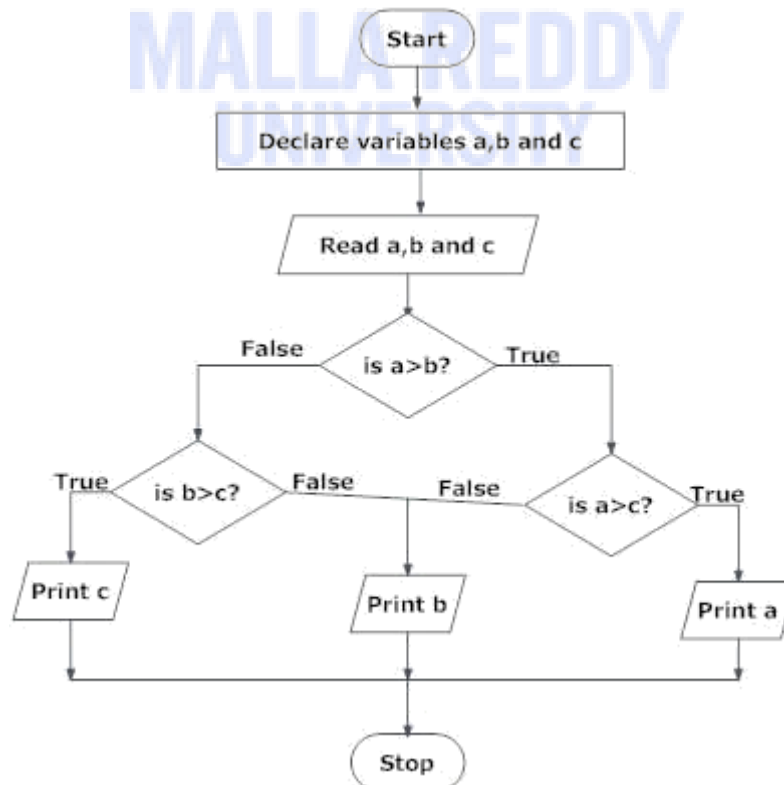 MALLA REDDY
UNIVERSITY
Start
Declare variables a,b and c
Read a,b and c
is a>b?
False
True
is b>c?
True
False
is a>c?
False
True
Print c
Print b
Print a
Stop